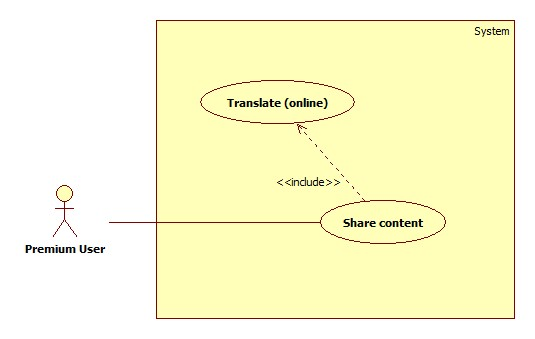 System
Translate (online)
<<include>>
Share content
Premium User